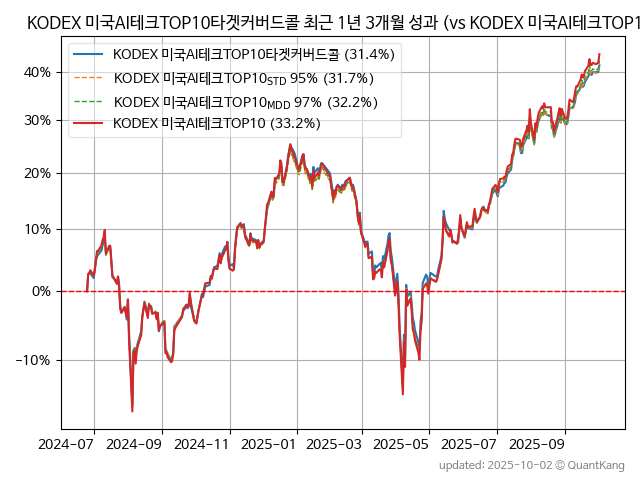 KODEX 미국AI테크TOP10타겟커버드콜 최근 1년 3개월 성과 (vs KODEX 미국AI테크TOP1
KODEX 미국AI테크TOP10타겟커버드콜 (31.4%)
KODEX 미국AI테크TOP10STD 95% (31.7%)
KODEX 미국AI테크TOP10MDD 97% (32.2%)
KODEX 미국AI테크TOP10 (33.2%)
40%
30%
20%
10%
0%
−10%
2024-07 2024-09 2024-11 2025-01 2025-03 2025-05 2025-07 2025-09
updated: 2025-10-02 © QuantKang